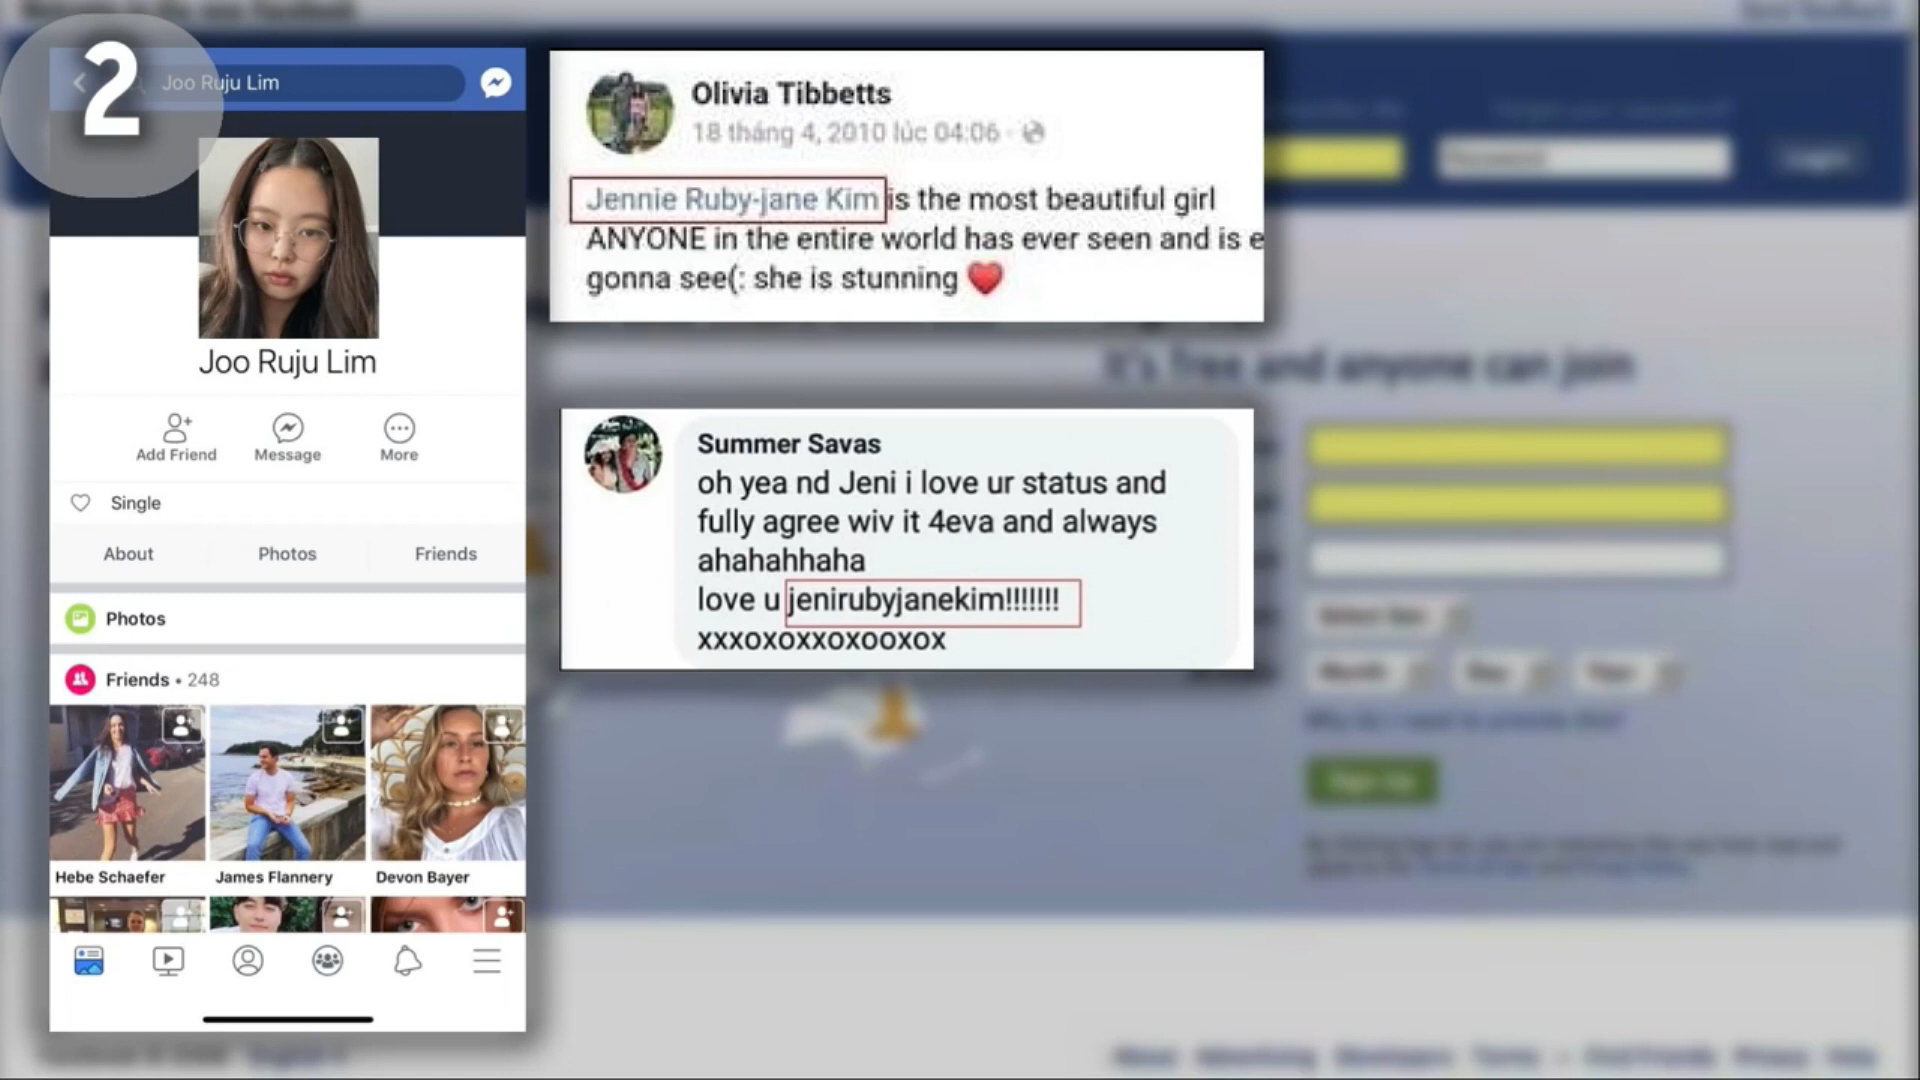 2
Joo Ruju Lim
Joo Ruju Lim
Add Friend
Message
More
Single
About
Photos
Friends
Photos
Friends • 248
Hebe Schaefer
James Flannery
Devon Bayer
Olivia Tibbetts
18 tháng 4, 2010 lúc 04:06 ·
Jennie Ruby-jane Kim is the most beautiful girl
ANYONE in the entire world has ever seen and is e
gonna see(: she is stunning ❤
Summer Savas
oh yea nd Jeni i love ur status and
fully agree wiv it 4eva and always
ahahahhaha
love u jenirubyjanekim!!!!!!!
xxxoxoxxoxooxox
It's free and anyone can join
Sign Up